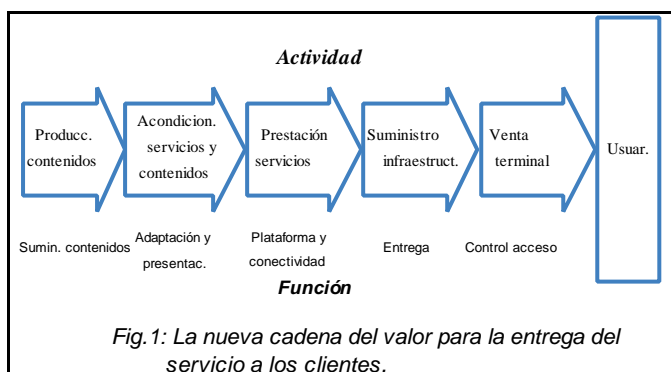 Actividad
Producc.
contenidos
Acondicion.
servicios y
contenidos
Prestación
servicios
Suministro
infraestruct.
Venta
terminal
Usuar.
Sumin. contenidos
Adaptación y
presentac.
Plataforma y
conectividad
Entrega
Control acceso
Función
Fig.1: La nueva cadena del valor para la entrega del
servicio a los clientes.